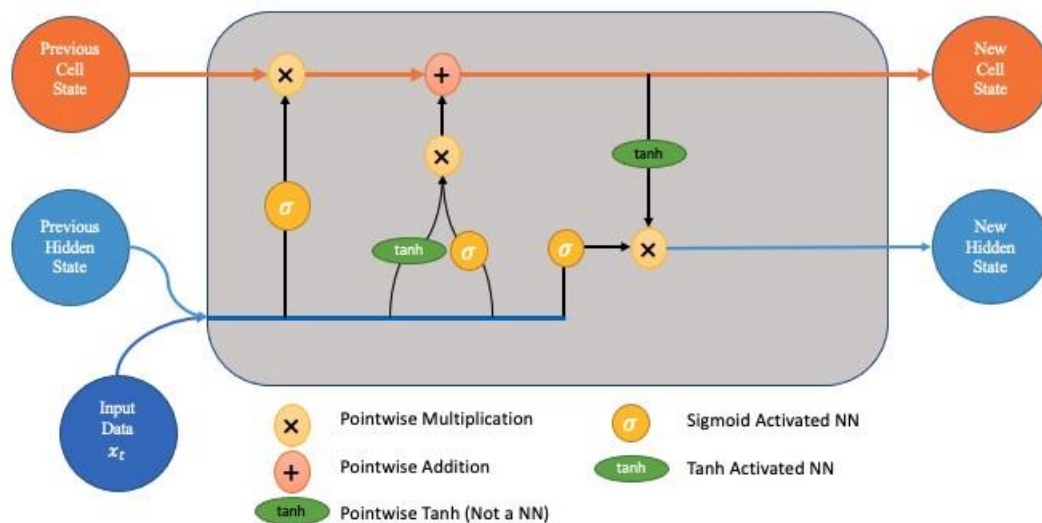 Previous
Cell
State
New
Cell
State
×
+
×
tanh
σ
Previous
Hidden
State
tanh
σ
σ
×
New
Hidden
State
Input
Data
xₜ
× Pointwise Multiplication
σ Sigmoid Activated NN
+ Pointwise Addition
tanh Tanh Activated NN
tanh Pointwise Tanh (Not a NN)